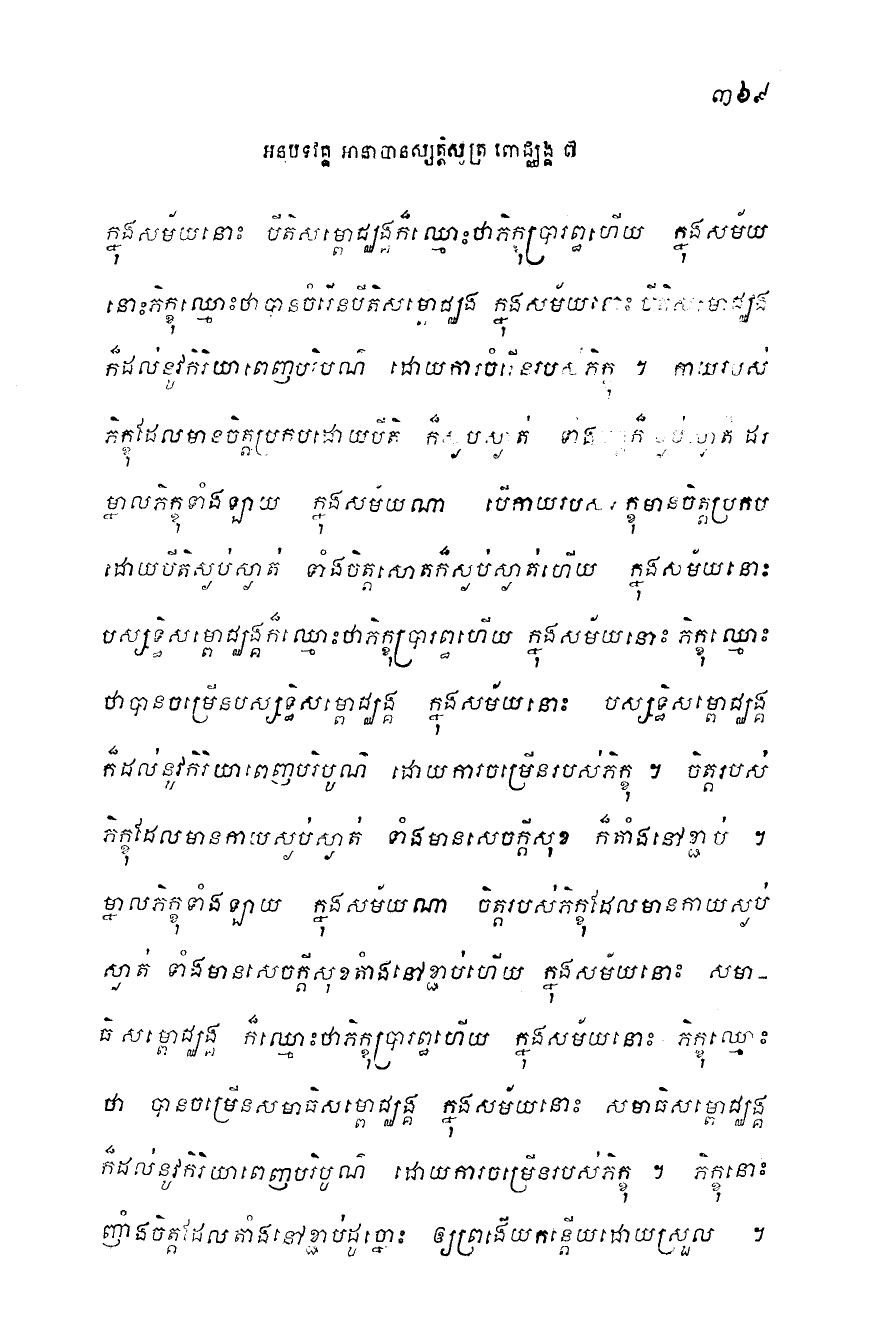 ៣៦៩
អនុបទវគ្គ អានាបានស្សតិសូត្រ ពោជ្ឈង្គ ៧
ក្នុងសម័យនោះ បីតិសម្ពោជ្ឈង្គក៏ឈ្មោះថាភិក្ខុប្រារព្ធហើយ ក្នុងសម័យ
នោះភិក្ខុឈ្មោះថាបានចំរើនបីតិសម្ពោជ្ឈង្គ ក្នុងសម័យនោះ បីតិសម្ពោជ្ឈង្គ
ក៏ដល់នូវកិរិយាពេញបរិបូណ៌ ដោយការចំរើនរបស់ភិក្ខុ ។ កាយរបស់
ភិក្ខុដែលមានចិត្តប្រកបដោយបីតិ ក៏ស្ងប់ស្ងាត់ ទាំងចិត្តក៏ស្ងប់ស្ងាត់ដែរ
ម្នាលភិក្ខុទាំងឡាយ ក្នុងសម័យណា បើកាយរបស់ភិក្ខុមានចិត្តប្រកប
ដោយបីតិស្ងប់ស្ងាត់ ទាំងចិត្តសោតក៏ស្ងប់ស្ងាត់ហើយ ក្នុងសម័យនោះ
បស្សទ្ធិសម្ពោជ្ឈង្គក៏ឈ្មោះថាភិក្ខុប្រារព្ធហើយ ក្នុងសម័យនោះ ភិក្ខុឈ្មោះ
ថាបានចម្រើនបស្សទ្ធិសម្ពោជ្ឈង្គ ក្នុងសម័យនោះ បស្សទ្ធិសម្ពោជ្ឈង្គ
ក៏ដល់នូវកិរិយាពេញបរិបូណ៌ ដោយការចម្រើនរបស់ភិក្ខុ ។ ចិត្តរបស់
ភិក្ខុដែលមានកាយស្ងប់ស្ងាត់ ទាំងមានសេចក្តីសុខ ក៏តាំងនៅខ្ជាប់ ។
ម្នាលភិក្ខុទាំងឡាយ ក្នុងសម័យណា ចិត្តរបស់ភិក្ខុដែលមានកាយស្ងប់
ស្ងាត់ ទាំងមានសេចក្តីសុខតាំងនៅខ្ជាប់ហើយ ក្នុងសម័យនោះ សមា-
ធិសម្ពោជ្ឈង្គ ក៏ឈ្មោះថាភិក្ខុប្រារព្ធហើយ ក្នុងសម័យនោះ ភិក្ខុឈ្មោះ
ថា បានចម្រើនសមាធិសម្ពោជ្ឈង្គ ក្នុងសម័យនោះ សមាធិសម្ពោជ្ឈង្គ
ក៏ដល់នូវកិរិយាពេញបរិបូណ៌ ដោយការចម្រើនរបស់ភិក្ខុ ។ ភិក្ខុនោះ
ញ៉ាំងចិត្តដែលតាំងនៅខ្ជាប់ដូច្នោះ ឲ្យព្រងើយកន្តើយដោយស្រួល ។